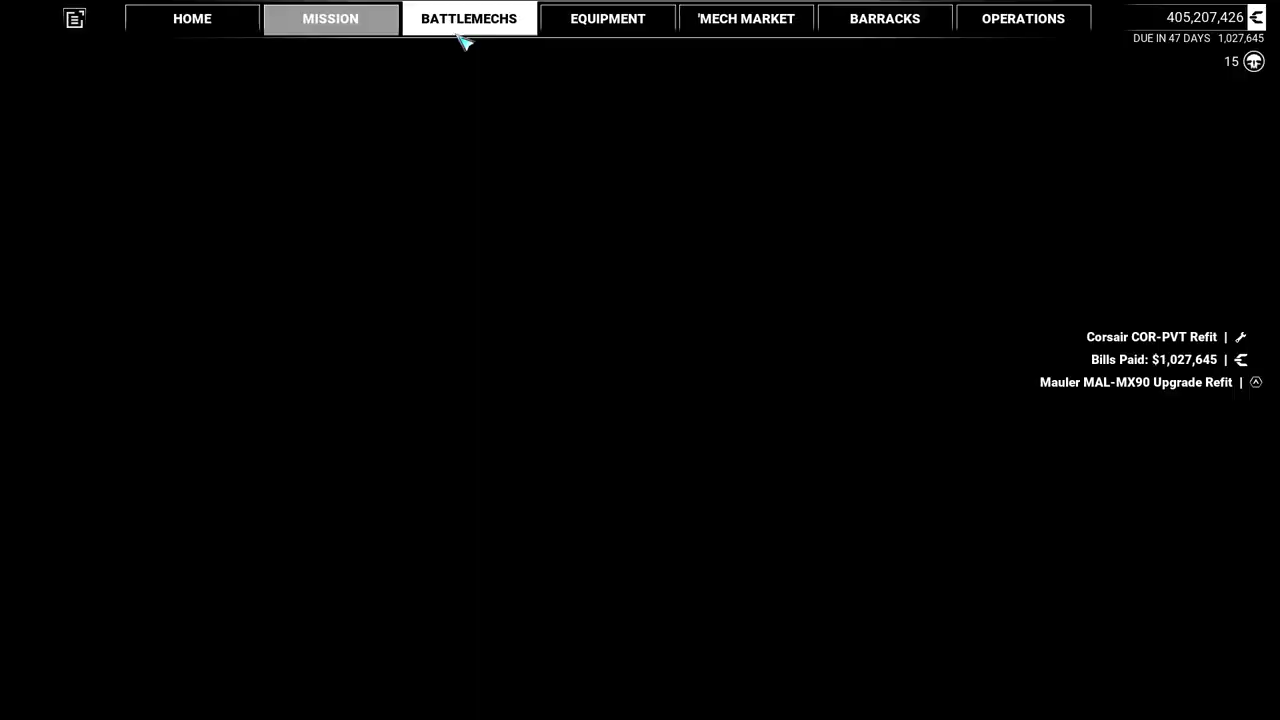 HOME MISSION BATTLEMECHS EQUIPMENT 'MECH MARKET BARRACKS OPERATIONS 405,207,426
DUE IN 47 DAYS 1,027,645
15
Corsair COR-PVT Refit |
Bills Paid: $1,027,645 |
Mauler MAL-MX90 Upgrade Refit |